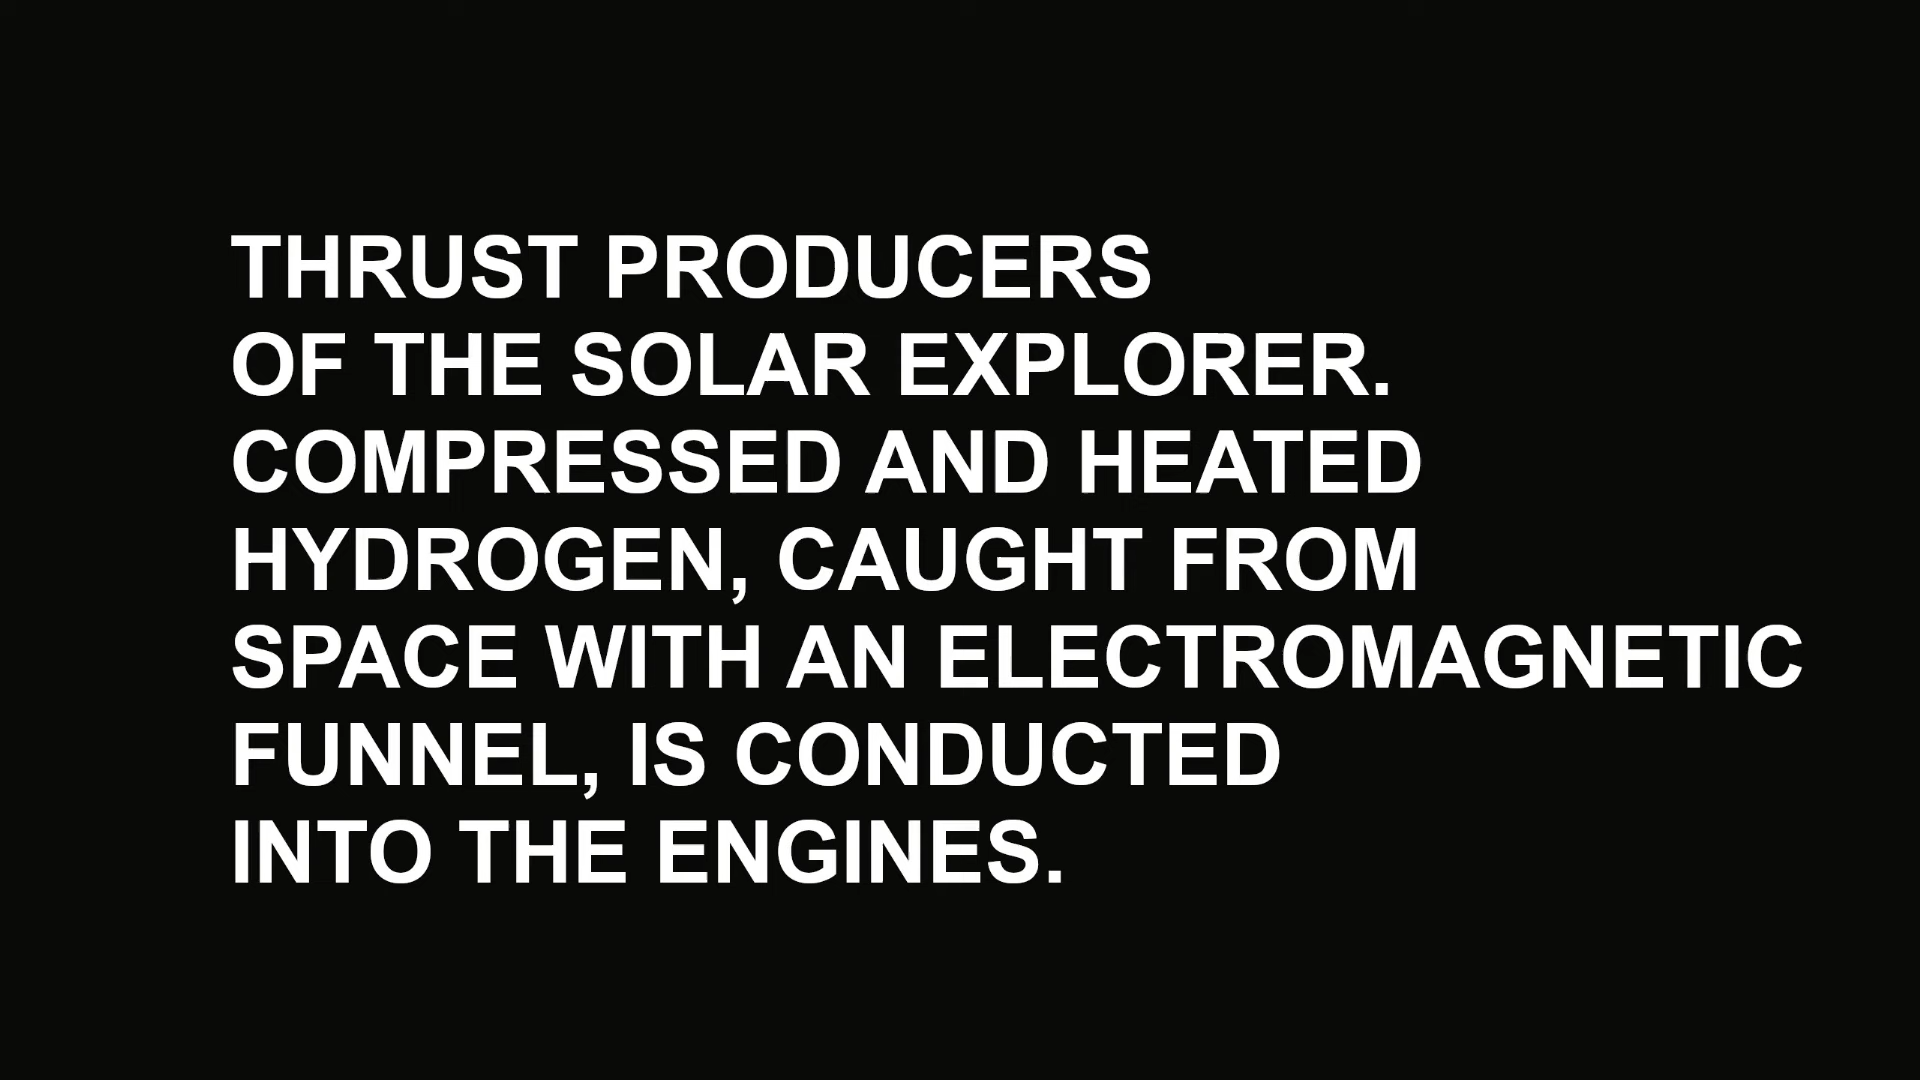 THRUST PRODUCERS
OF THE SOLAR EXPLORER.
COMPRESSED AND HEATED
HYDROGEN, CAUGHT FROM
SPACE WITH AN ELECTROMAGNETIC
FUNNEL, IS CONDUCTED
INTO THE ENGINES.